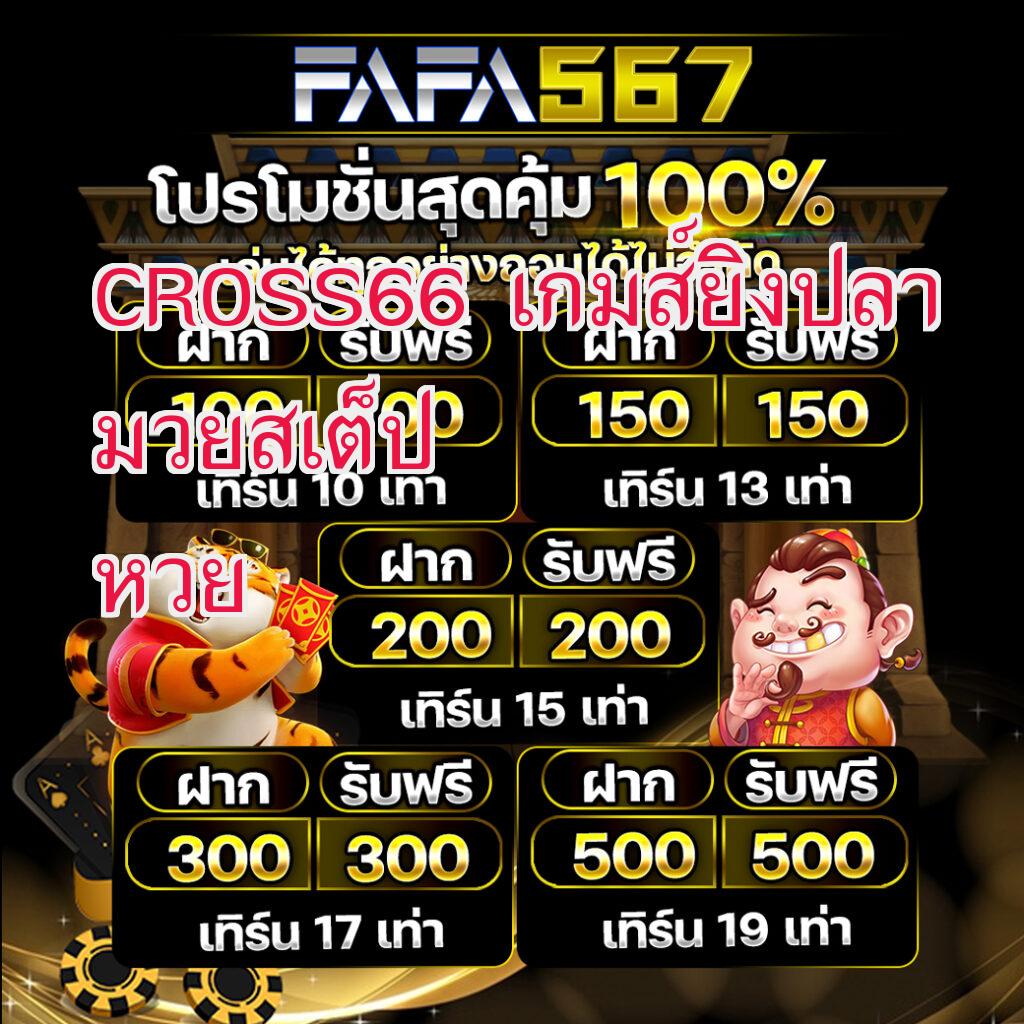 FAFA567
โปรโมชั่นสุดคุ้ม 100%
CROSS66 เกมส์ยิงปลา
ฝาก รับฟรี ฝาก รับฟรี
100 100 150 150
มวยสเต็ป
เทิร์น 10 เท่า เทิร์น 13 เท่า
หวย
ฝาก รับฟรี
200 200
เทิร์น 15 เท่า
ฝาก รับฟรี ฝาก รับฟรี
300 300 500 500
เทิร์น 17 เท่า เทิร์น 19 เท่า